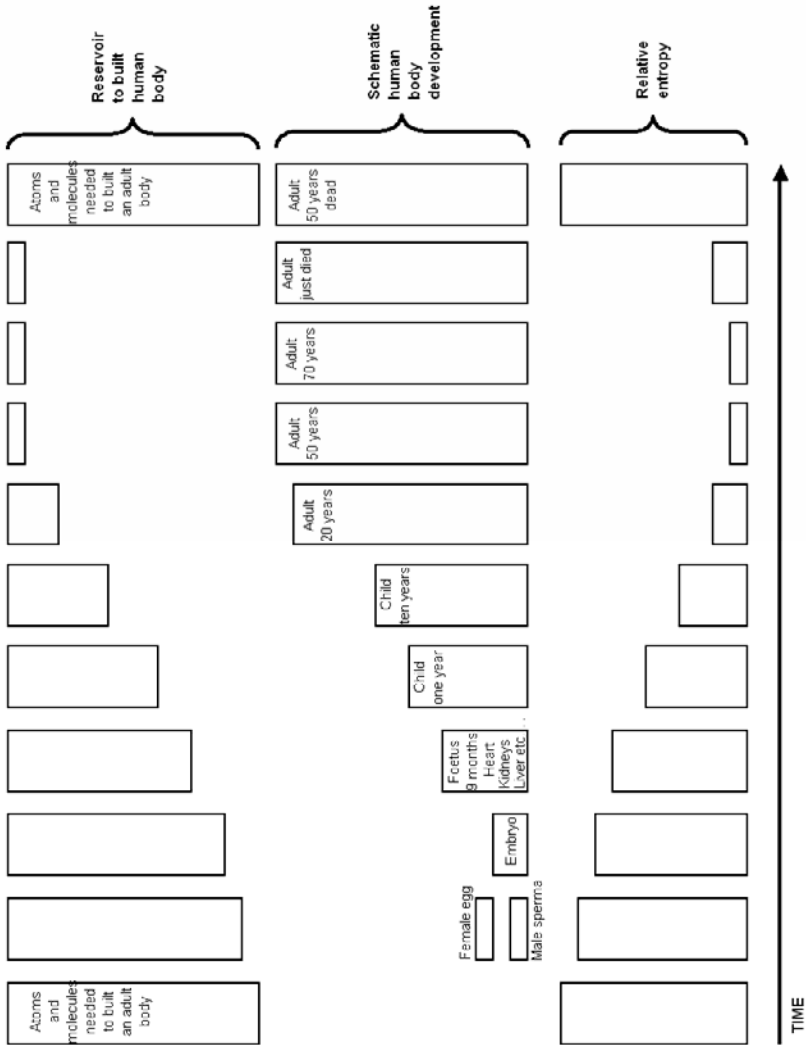 Reservoir
to built
human
body
Schematic
human
body
development
Relative
entropy
Atoms
and
molecules
needed
to built
an adult
body
Atoms
and
molecules
needed
to built
an adult
body
Female egg
Male sperma
Embryo
Foetus
9 months
Heart
Kidneys
Liver etc ...
Child
one year
Child
ten years
Adult
20 years
Adult
50 years
Adult
70 years
Adult
just died
Adult
50 years
dead
TIME